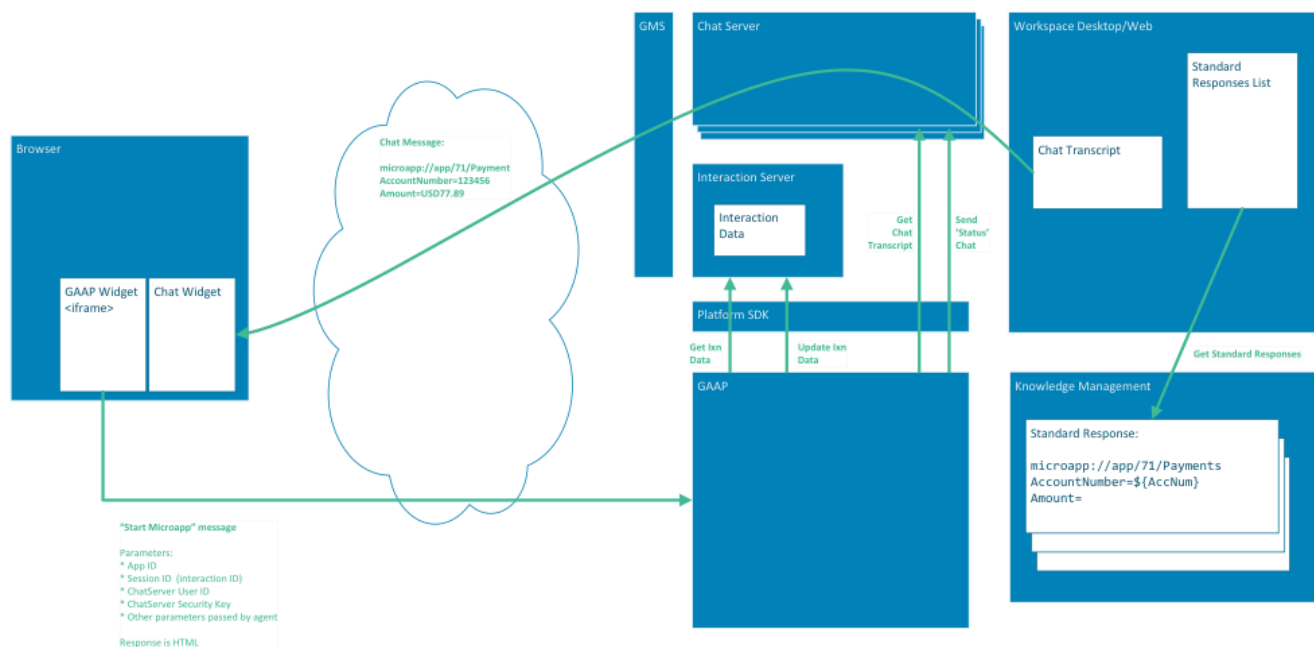 GMS
Chat Server
Workspace Desktop/Web
Standard
Responses List
Chat Transcript
Browser
GAAP Widget
<iframe>
Chat Widget
Chat Message:
microapp://app/71/Payment
AccountNumber=123456
Amount=USD77.89
Interaction Server
Interaction
Data
Get
Chat
Transcript
Send
'Status'
Chat
Platform SDK
Get Ixn
Data
Update Ixn
Data
GAAP
Get Standard Responses
Knowledge Management
Standard Response:
microapp://app/71/Payments
AccountNumber=${AccNum}
Amount=
"Start Microapp" message
Parameters:
* App ID
* Session ID (interaction ID)
* ChatServer User ID
* ChatServer Security Key
* Other parameters passed by agent
Response is HTML